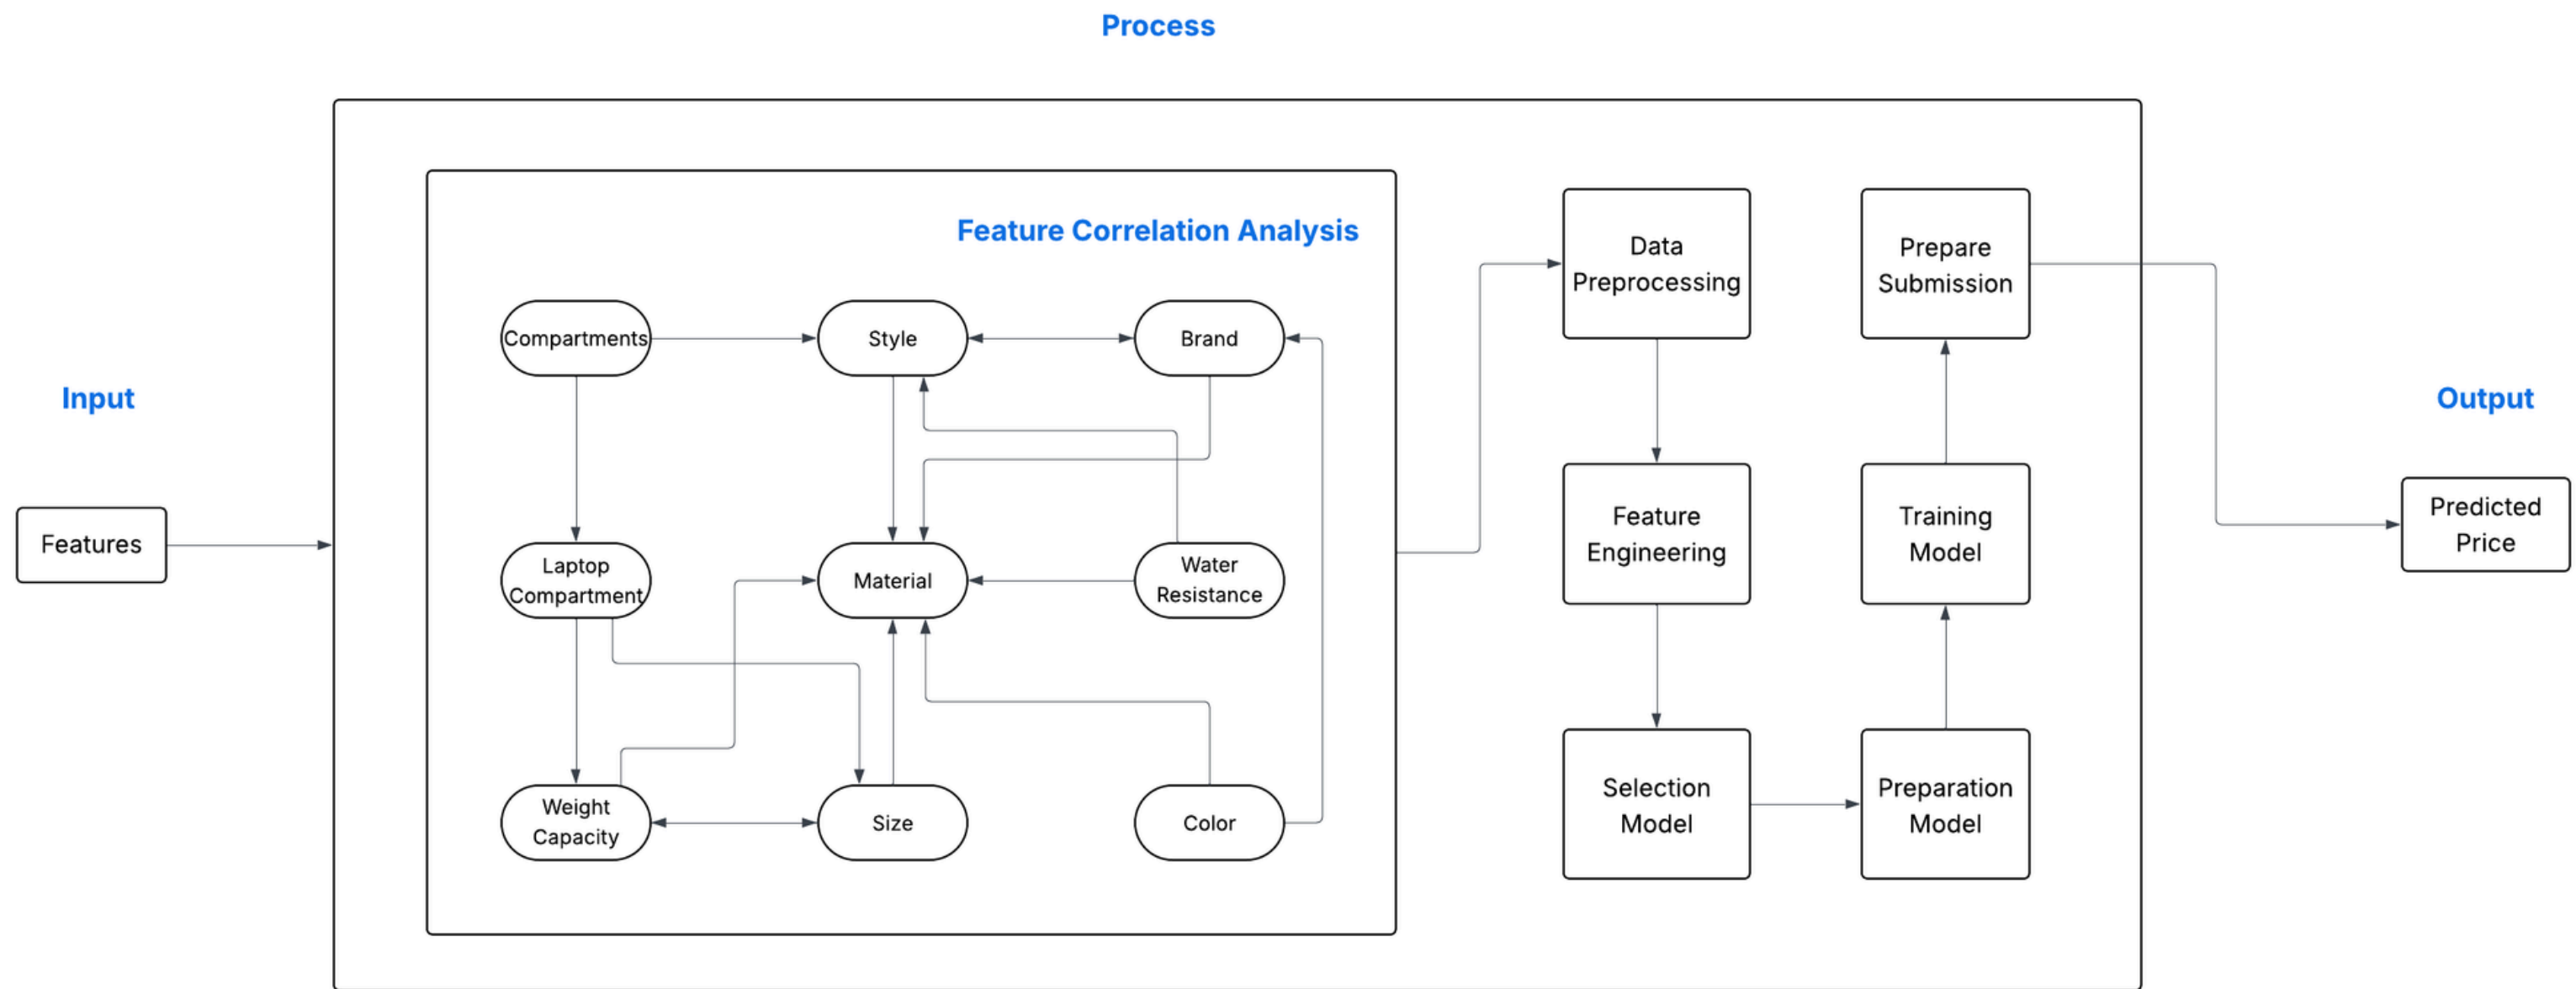 Process
Feature Correlation Analysis
Compartments
Style
Brand
Laptop
Compartment
Material
Water
Resistance
Weight
Capacity
Size
Color
Input
Features
Data
Preprocessing
Feature
Engineering
Selection
Model
Preparation
Model
Training
Model
Prepare
Submission
Output
Predicted
Price